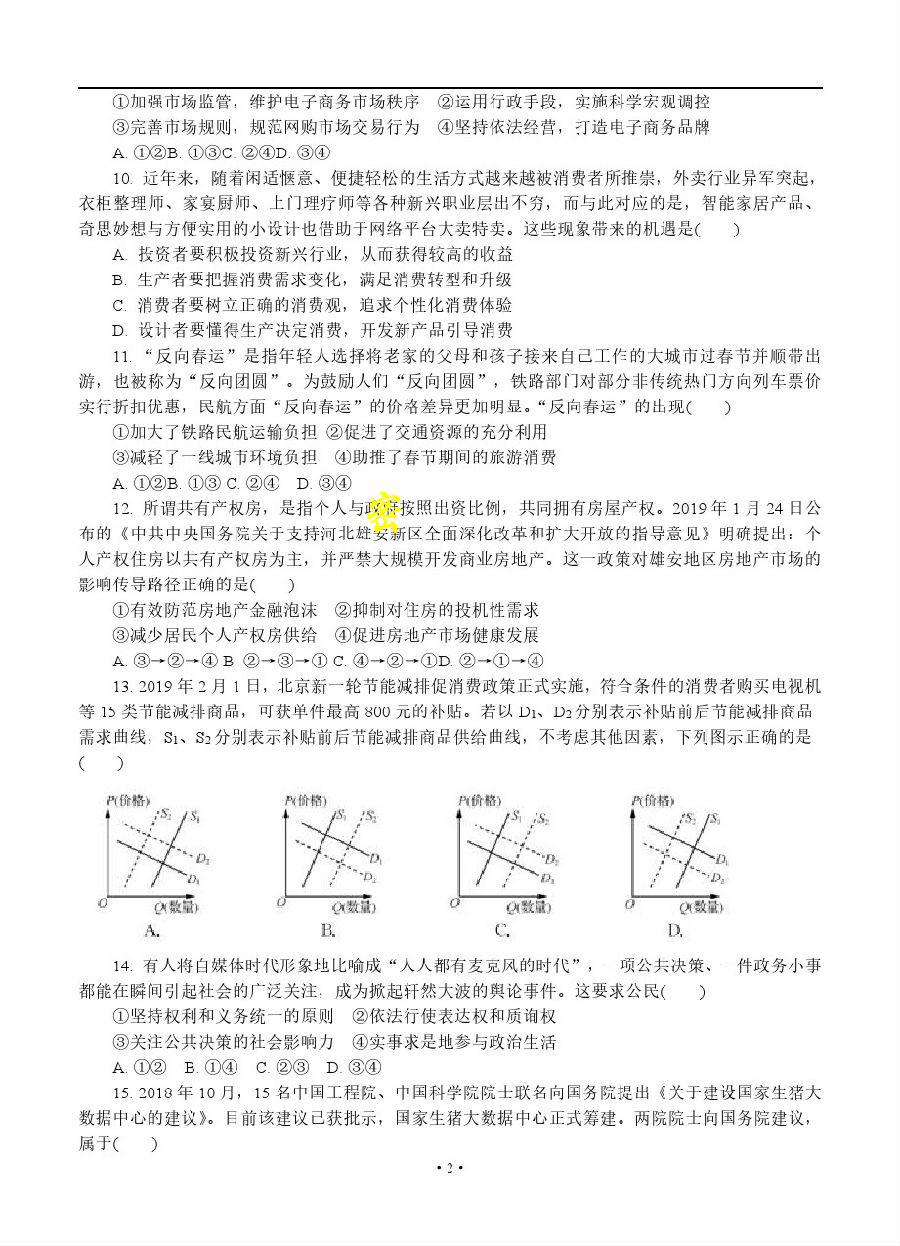 ①加强市场监管，维护电子商务市场秩序　②运用行政手段，实施科学宏观调控
③完善市场规则，规范网购市场交易行为　④坚持依法经营，打造电子商务品牌
A. ①②B. ①③C. ②④D. ③④
10. 近年来，随着闲适惬意、便捷轻松的生活方式越来越被消费者所推崇，外卖行业异军突起，
衣柜整理师、家宴厨师、上门理疗师等各种新兴职业层出不穷，而与此对应的是，智能家居产品、
奇思妙想与方便实用的小设计也借助于网络平台大卖特卖。这些现象带来的机遇是(　　)
A. 投资者要积极投资新兴行业，从而获得较高的收益
B. 生产者要把握消费需求变化，满足消费转型和升级
C. 消费者要树立正确的消费观，追求个性化消费体验
D. 设计者要懂得生产决定消费，开发新产品引导消费
11. “反向春运”是指年轻人选择将老家的父母和孩子接来自己工作的大城市过春节并顺带出
游，也被称为“反向团圆”。为鼓励人们“反向团圆”，铁路部门对部分非传统热门方向列车票价
实行折扣优惠，民航方面“反向春运”的价格差异更加明显。“反向春运”的出现(　　)
①加大了铁路民航运输负担 ②促进了交通资源的充分利用
③减轻了一线城市环境负担　④助推了春节期间的旅游消费
A. ①②B. ①③ C. ②④　D. ③④
12. 所谓共有产权房，是指个人与政府按照出资比例，共同拥有房屋产权。2019 年 1 月 24 日公
布的《中共中央国务院关于支持河北雄安新区全面深化改革和扩大开放的指导意见》明确提出：个
人产权住房以共有产权房为主，并严禁大规模开发商业房地产。这一政策对雄安地区房地产市场的
影响传导路径正确的是(　　)
①有效防范房地产金融泡沫　②抑制对住房的投机性需求
③减少居民个人产权房供给　④促进房地产市场健康发展
A. ③→②→④ B ②→③→① C. ④→②→①D. ②→①→④
13. 2019 年 2 月 1 日，北京新一轮节能减排促消费政策正式实施，符合条件的消费者购买电视机
等 15 类节能减排商品，可获单件最高 800 元的补贴。若以 D₁、D₂分别表示补贴前后节能减排商品
需求曲线，S₁、S₂分别表示补贴前后节能减排商品供给曲线，不考虑其他因素，下列图示正确的是
(　　)
P(价格) S₂ S₁ D₂ D₁ O Q(数量)
P(价格) S₁ S₂ D₁ D₂ O Q(数量)
P(价格) S₁ S₂ D₂ D₁ O Q(数量)
P(价格) S₂ S₁ D₁ D₂ O Q(数量)
A. B. C. D.
14. 有人将自媒体时代形象地比喻成“人人都有麦克风的时代”，一项公共决策、一件政务小事
都能在瞬间引起社会的广泛关注，成为掀起轩然大波的舆论事件。这要求公民(　　)
①坚持权利和义务统一的原则　②依法行使表达权和质询权
③关注公共决策的社会影响力　④实事求是地参与政治生活
A. ①②　B. ①④　C. ②③　D. ③④
15. 2018 年 10 月，15 名中国工程院、中国科学院院士联名向国务院提出《关于建设国家生猪大
数据中心的建议》。目前该建议已获批示，国家生猪大数据中心正式筹建。两院院士向国务院建议，
属于(　　)
·2·
密